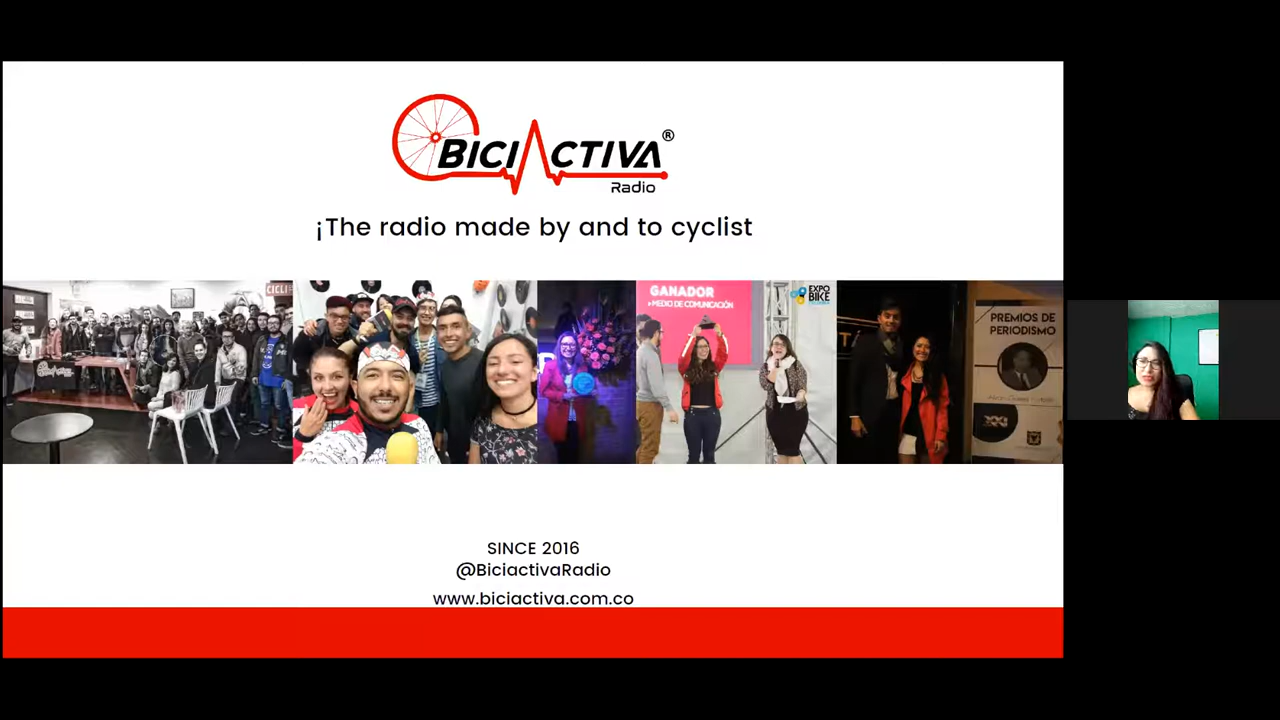 BICIACTIVA®
Radio
¡The radio made by and to cyclist
CICLI
GANADOR
MEDIO DE COMUNICACIÓN
EXPO
BIKE
PREMIOS DE
PERIODISMO
SINCE 2016
@BiciactivaRadio
www.biciactiva.com.co